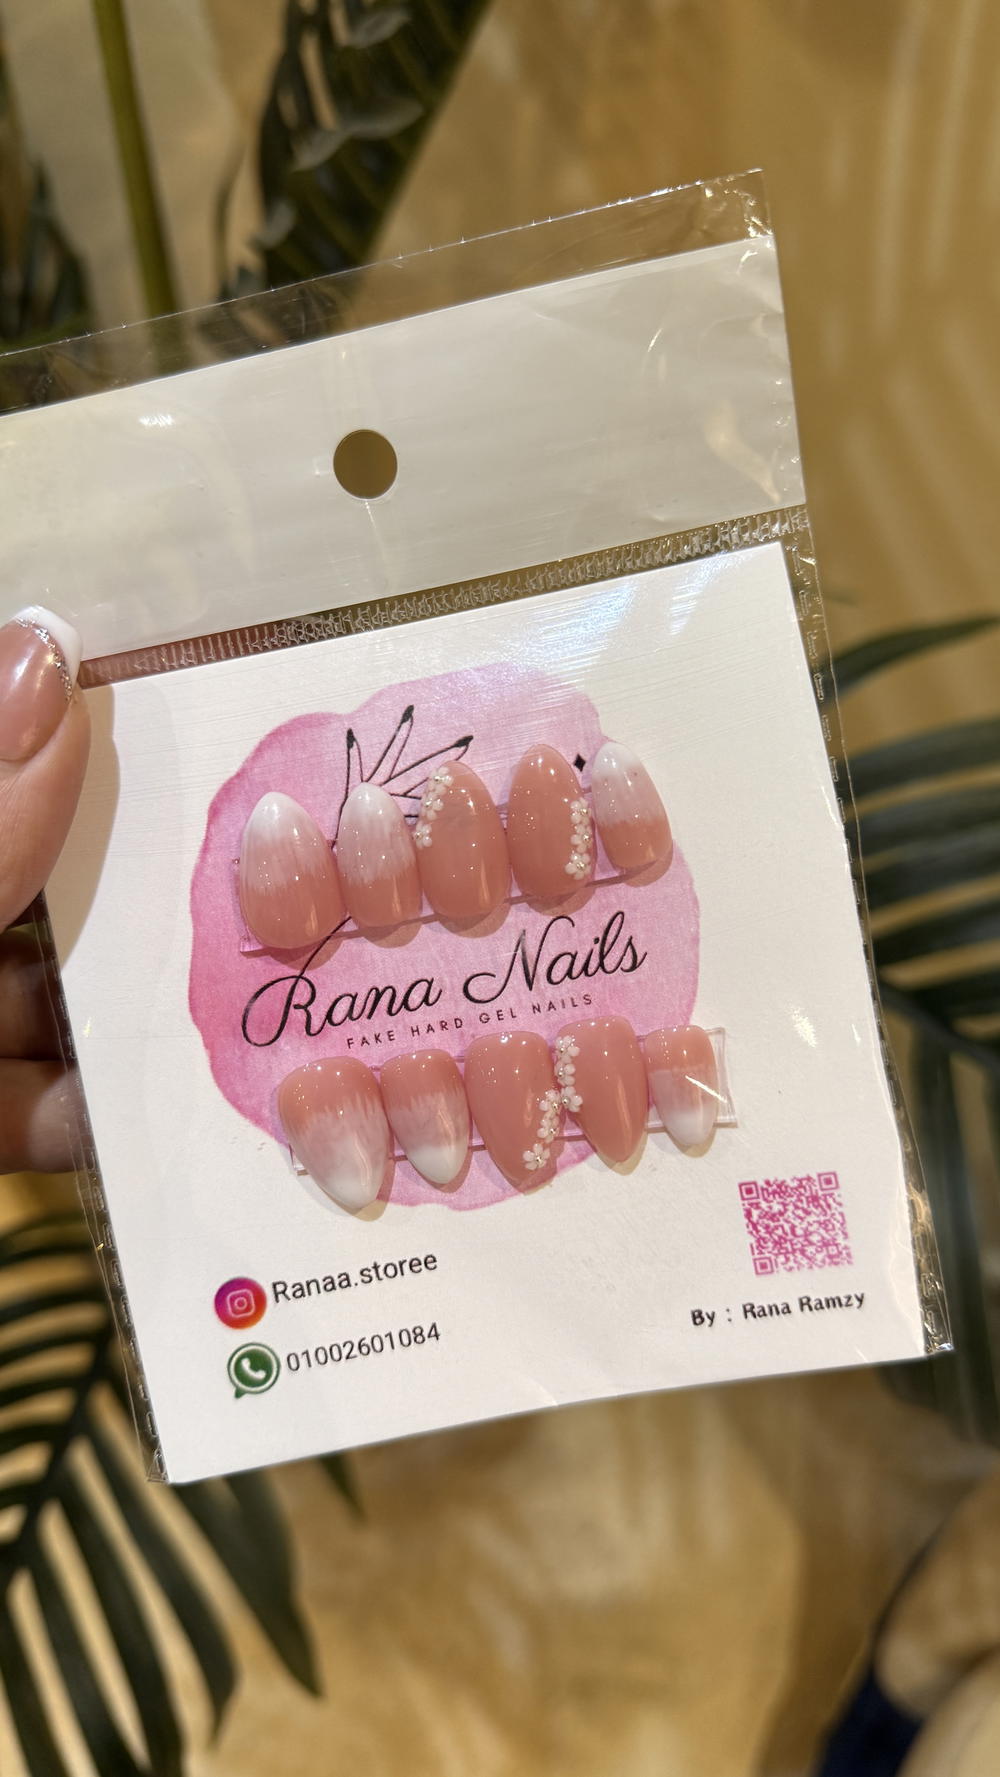 Rana Nails
FAKE HARD GEL NAILS
Ranaa.storee
01002601084
By : Rana Ramzy